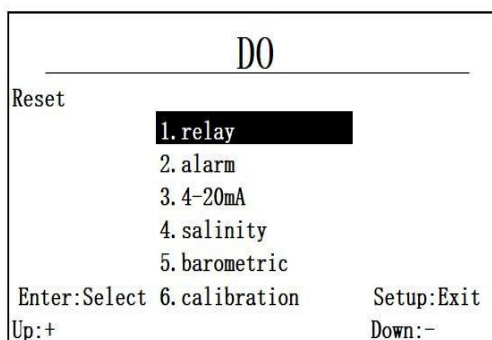 DO
Reset
1.relay
2.alarm
3.4-20mA
4.salinity
5.barometric
Enter:Select 6.calibration Setup:Exit
Up:+ Down:-